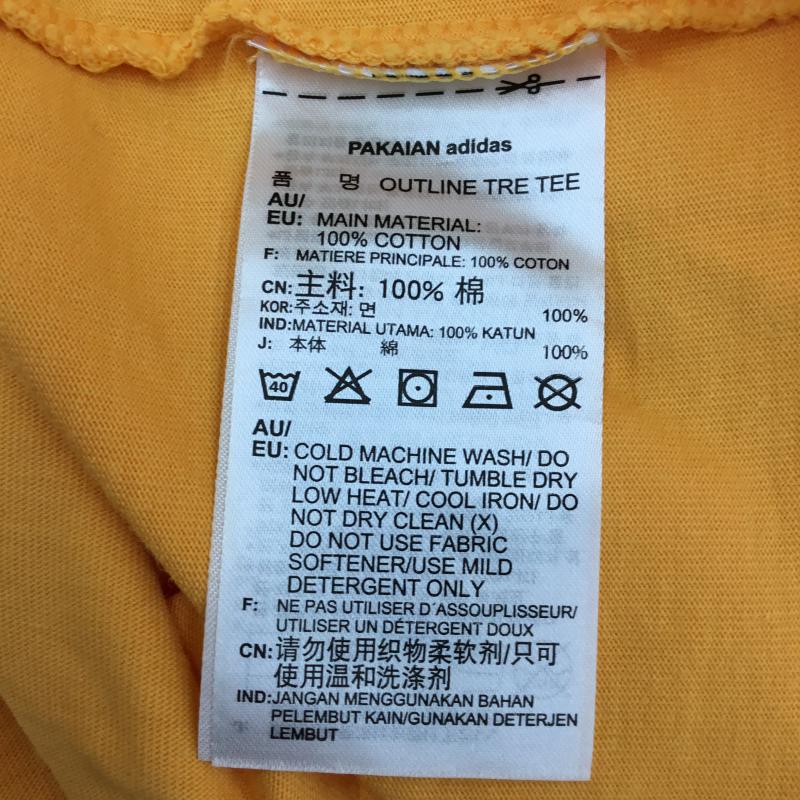 PAKAIAN adidas
품 명 OUTLINE TRE TEE
AU/
EU: MAIN MATERIAL:
100% COTTON
F: MATIERE PRINCIPALE: 100% COTON
CN: 主料: 100% 棉
KOR:주소재: 면 100%
IND:MATERIAL UTAMA: 100% KATUN
J: 本体 綿 100%
40
AU/
EU: COLD MACHINE WASH/ DO
NOT BLEACH/ TUMBLE DRY
LOW HEAT/ COOL IRON/ DO
NOT DRY CLEAN (X)
DO NOT USE FABRIC
SOFTENER/USE MILD
DETERGENT ONLY
F: NE PAS UTILISER D´ASSOUPLISSEUR/
UTILISER UN DÉTERGENT DOUX
CN:请勿使用织物柔软剂/只可
使用温和洗涤剂
IND:JANGAN MENGGUNAKAN BAHAN
PELEMBUT KAIN/GUNAKAN DETERJEN
LEMBUT